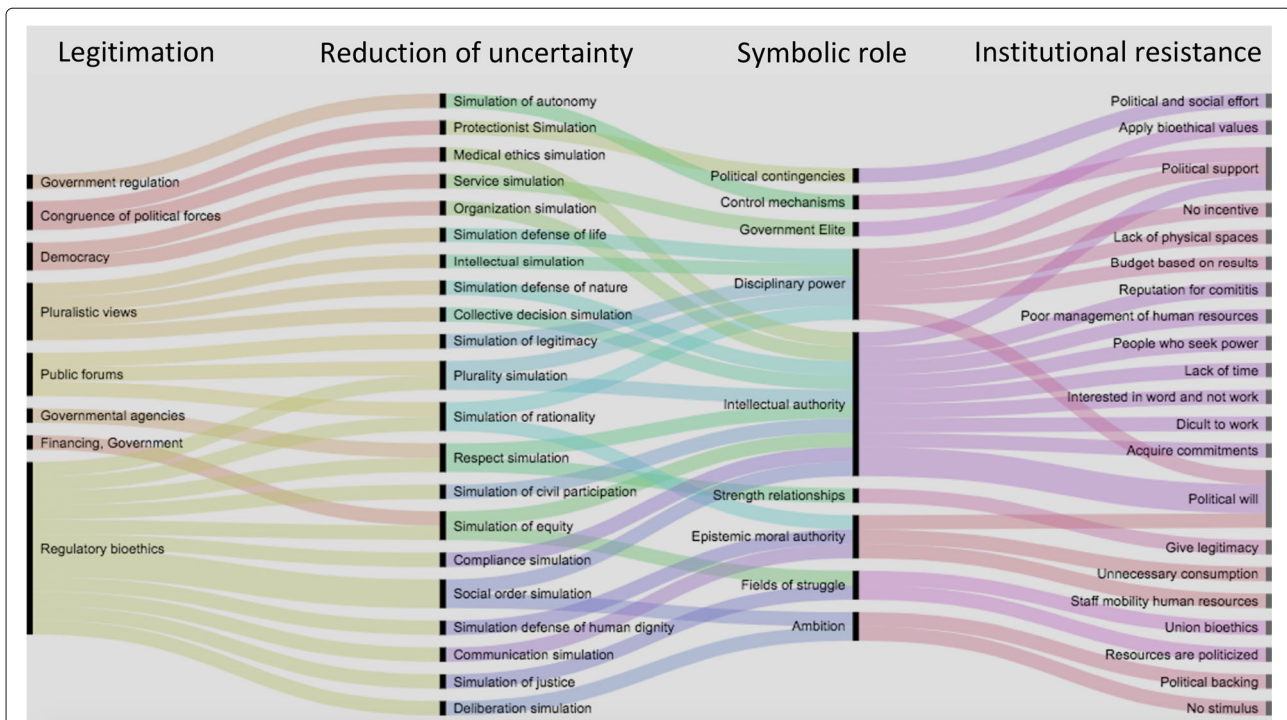 Legitimation
Reduction of uncertainty
Symbolic role
Institutional resistance
Government regulation
Congruence of political forces
Democracy
Pluralistic views
Public forums
Governmental agencies
Financing, Government
Regulatory bioethics
Simulation of autonomy
Protectionist Simulation
Medical ethics simulation
Service simulation
Organization simulation
Simulation defense of life
Intellectual simulation
Simulation defense of nature
Collective decision simulation
Simulation of legitimacy
Plurality simulation
Simulation of rationality
Respect simulation
Simulation of civil participation
Simulation of equity
Compliance simulation
Social order simulation
Simulation defense of human dignity
Communication simulation
Simulation of justice
Deliberation simulation
Political contingencies
Control mechanisms
Government Elite
Disciplinary power
Intellectual authority
Strength relationships
Epistemic moral authority
Fields of struggle
Ambition
Political and social effort
Apply bioethical values
Political support
No incentive
Lack of physical spaces
Budget based on results
Reputation for comititis
Poor management of human resources
People who seek power
Lack of time
Interested in word and not work
Dicult to work
Acquire commitments
Political will
Give legitimacy
Unnecessary consumption
Staff mobility human resources
Union bioethics
Resources are politicized
Political backing
No stimulus